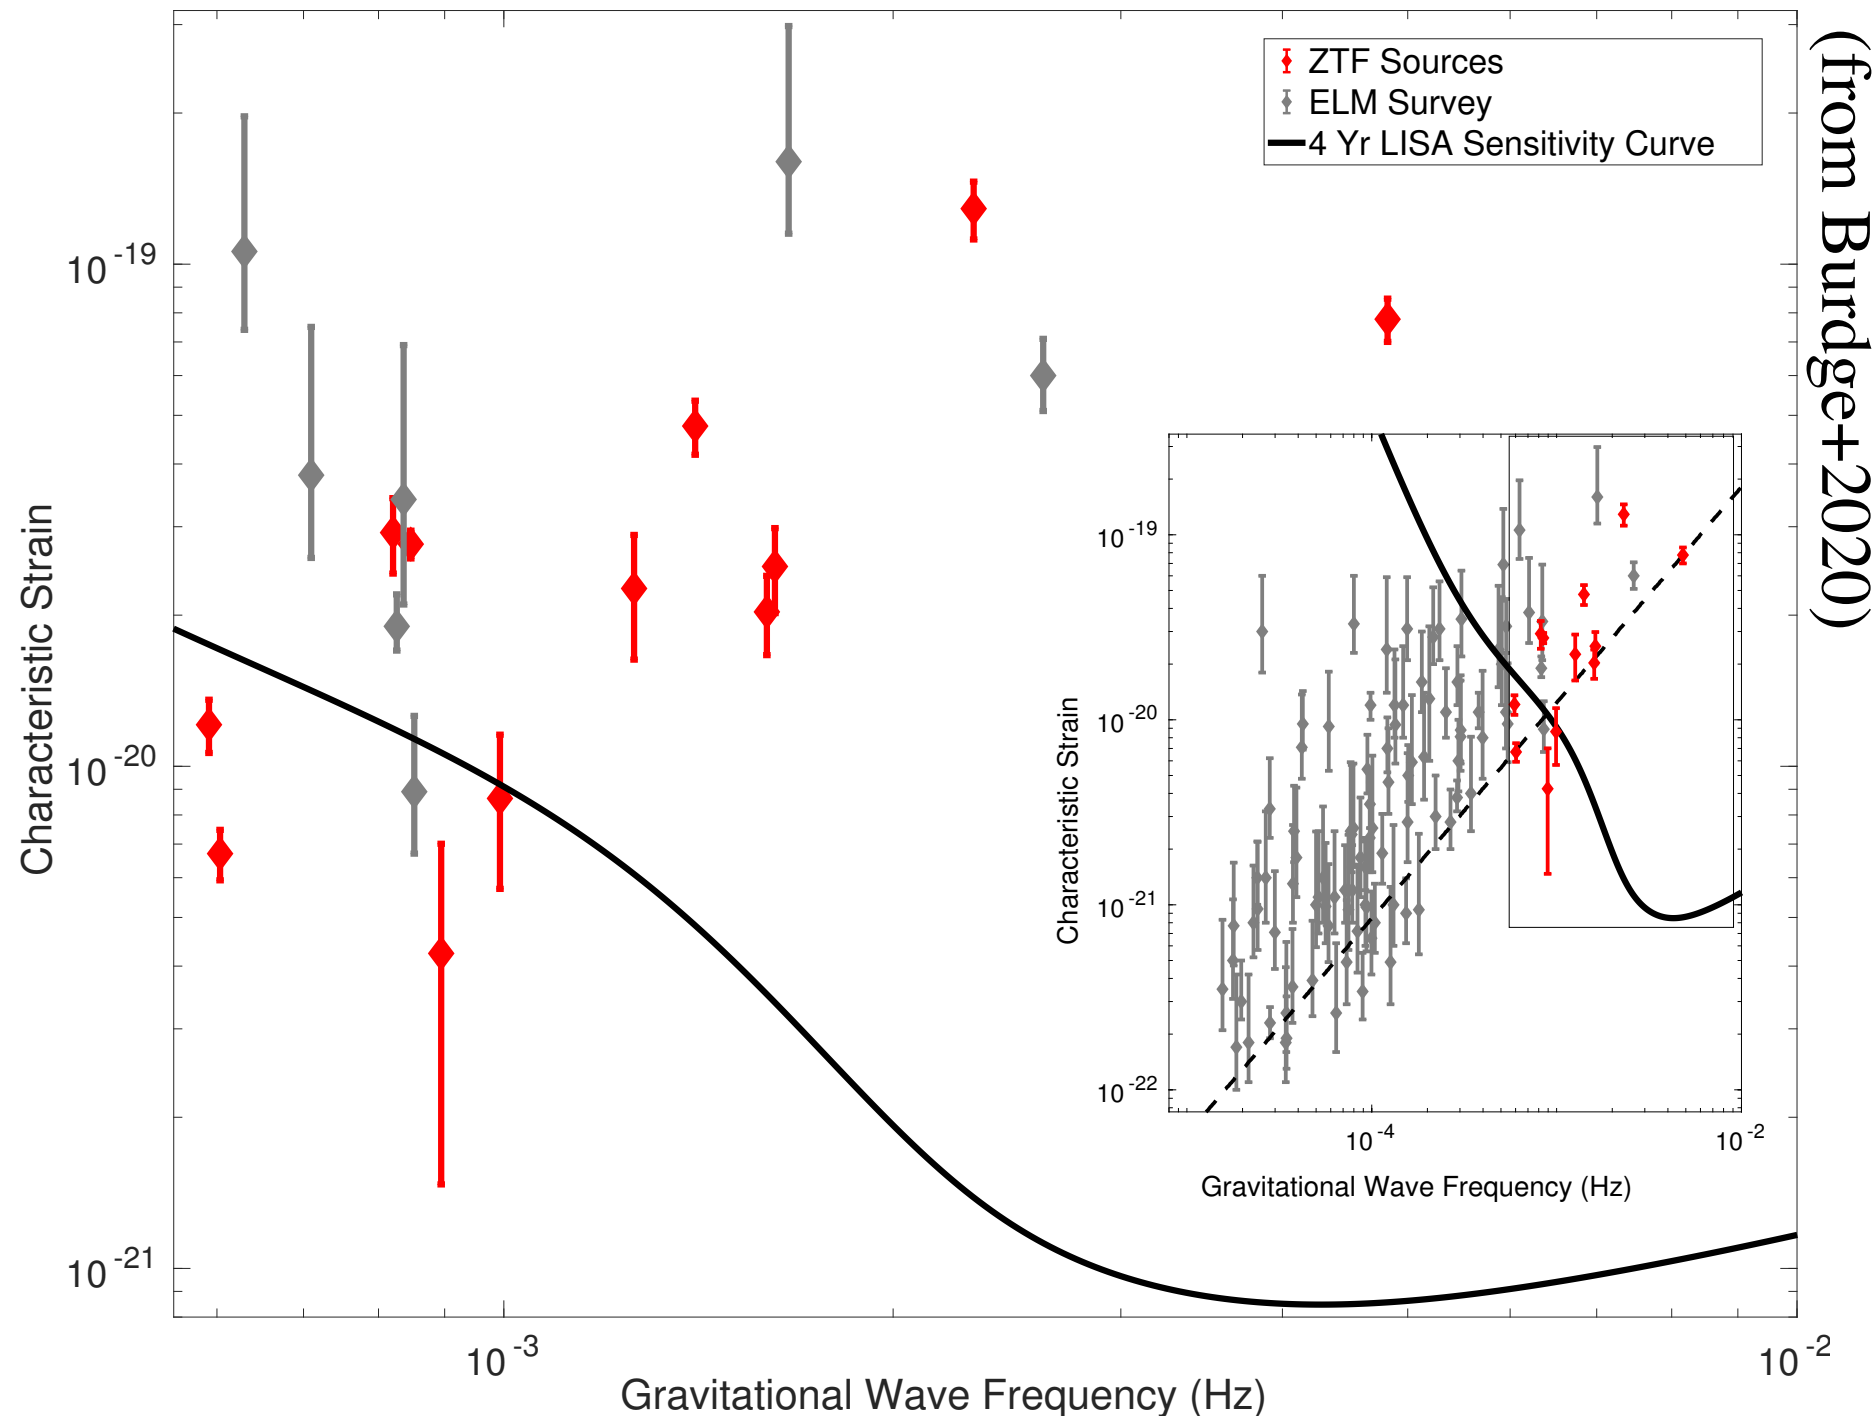 ZTF Sources
ELM Survey
4 Yr LISA Sensitivity Curve
(from Burdge+2020)
10^-19
10^-20
10^-21
Characteristic Strain
10^-3
10^-2
Gravitational Wave Frequency (Hz)
10^-19
10^-20
10^-21
10^-22
Characteristic Strain
10^-4
10^-2
Gravitational Wave Frequency (Hz)